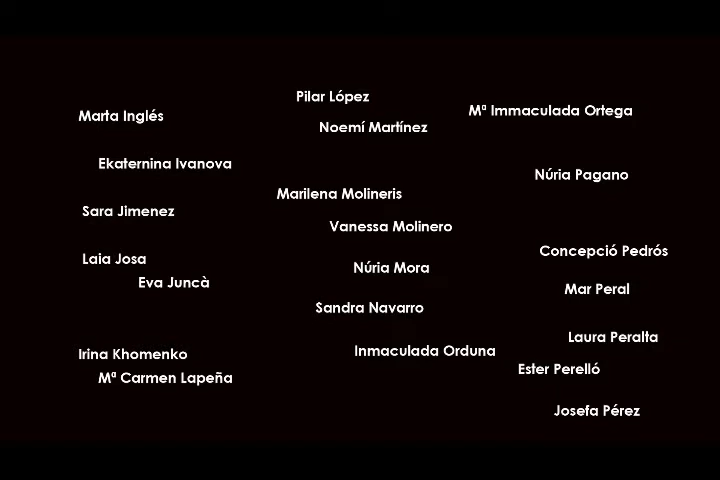 Marta Inglés
Ekaternina Ivanova
Sara Jimenez
Laia Josa
Eva Juncà
Irina Khomenko
Mª Carmen Lapeña
Pilar López
Noemí Martínez
Marilena Molineris
Vanessa Molinero
Núria Mora
Sandra Navarro
Inmaculada Orduna
Mª Immaculada Ortega
Núria Pagano
Concepció Pedrós
Mar Peral
Laura Peralta
Ester Perelló
Josefa Pérez